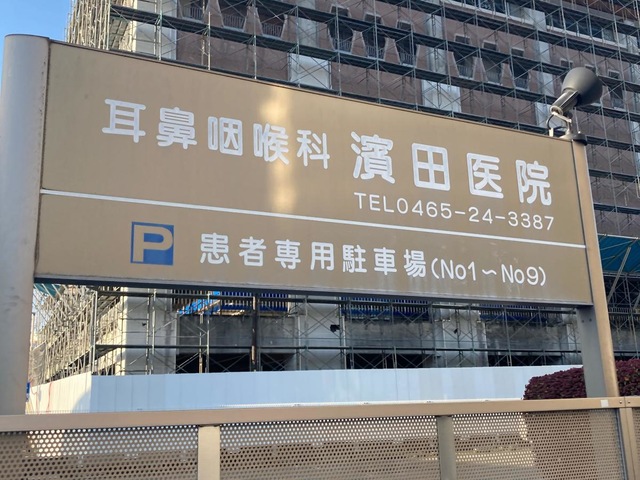 耳鼻咽喉科 濱田医院
TEL0465-24-3387
P 患者専用駐車場(No1～No9)